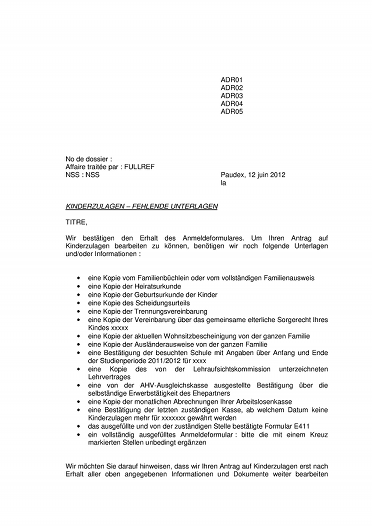 ADR01
ADR02
ADR03
ADR04
ADR05
No de dossier :
Affaire traitée par : FULLREF
NSS : NSS Paudex, 12 juin 2012
la
KINDERZULAGEN – FEHLENDE UNTERLAGEN
TITRE,
Wir bestätigen den Erhalt des Anmeldeformulares. Um Ihren Antrag auf
Kinderzulagen bearbeiten zu können, benötigen wir noch folgende Unterlagen
und/oder Informationen :
• eine Kopie vom Familienbüchlein oder vom vollständigen Familienausweis
• eine Kopie der Heiratsurkunde
• eine Kopie der Geburtsurkunde der Kinder
• eine Kopie des Scheidungsurteils
• eine Kopie der Trennungsvereinbarung
• eine Kopie der Vereinbarung über das gemeinsame elterliche Sorgerecht Ihres
Kindes xxxxx
• eine Kopie der aktuellen Wohnsitzbescheinigung von der ganzen Familie
• eine Kopie der Ausländerausweise von der ganzen Familie
• eine Bestätigung der besuchten Schule mit Angaben über Anfang und Ende
der Studienperiode 2011/2012 für xxxx
• eine Kopie des von der Lehraufsichtskommission unterzeichneten
Lehrvertrages
• eine von der AHV-Ausgleichskasse ausgestellte Bestätigung über die
selbständige Erwerbstätigkeit des Ehepartners
• eine Kopie der monatlichen Abrechnungen Ihrer Arbeitslosenkasse
• eine Bestätigung der letzten zuständigen Kasse, ab welchem Datum keine
Kinderzulagen mehr für xxxxxxx gewährt werden
• das ausgefüllte und von der zuständigen Stelle bestätigte Formular E411
• ein vollständig ausgefülltes Anmeldeformular : bitte die mit einem Kreuz
markierten Stellen unbedingt ergänzen
Wir möchten Sie darauf hinweisen, dass wir Ihren Antrag auf Kinderzulagen erst nach
Erhalt aller oben angegebenen Informationen und Dokumente weiter bearbeiten